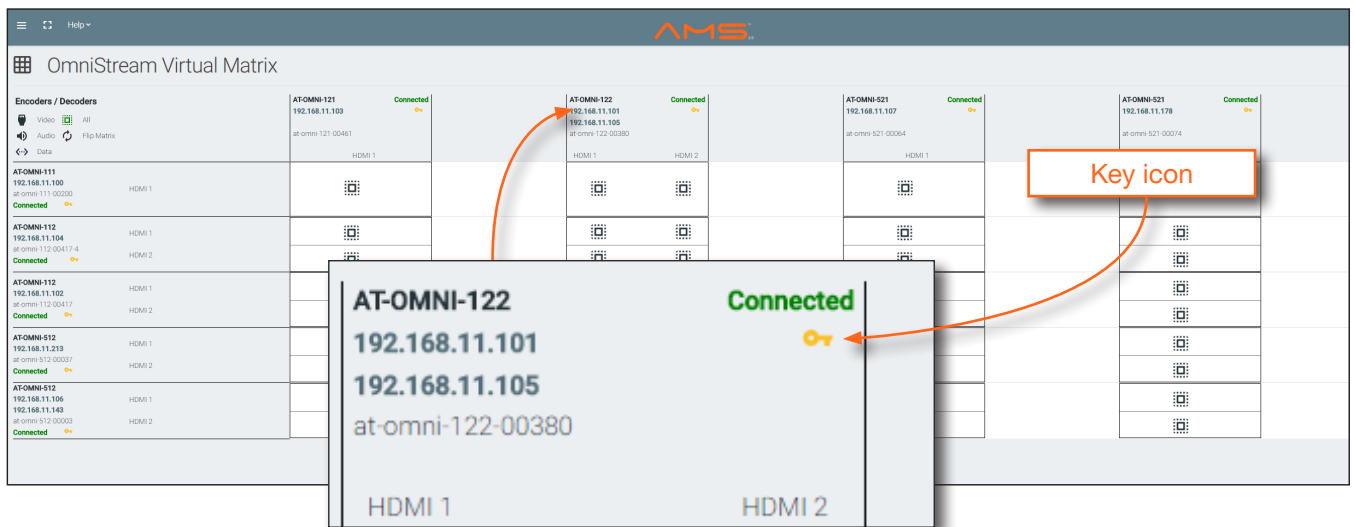 Help
AMS
OmniStream Virtual Matrix
Encoders / Decoders
Video All
Audio Flip Matrix
Data
AT-OMNI-121 Connected
192.168.11.103
at-omni-121-00461
HDMI 1
AT-OMNI-122 Connected
192.168.11.101
192.168.11.105
at-omni-122-00380
HDMI 1 HDMI 2
AT-OMNI-521 Connected
192.168.11.107
at-omni-521-00064
HDMI 1
AT-OMNI-521 Connected
192.168.11.178
at-omni-521-00074
Key icon
AT-OMNI-111
192.168.11.100
at-omni-111-00200
Connected
HDMI 1
AT-OMNI-112
192.168.11.104
at-omni-112-00417-4
Connected
HDMI 1
HDMI 2
AT-OMNI-112
192.168.11.102
at-omni-112-00417
Connected
HDMI 1
HDMI 2
AT-OMNI-512
192.168.11.213
at-omni-512-00037
Connected
HDMI 1
HDMI 2
AT-OMNI-512
192.168.11.106
192.168.11.143
at-omni-512-00003
Connected
HDMI 1
HDMI 2
AT-OMNI-122 Connected
192.168.11.101
192.168.11.105
at-omni-122-00380
HDMI 1 HDMI 2